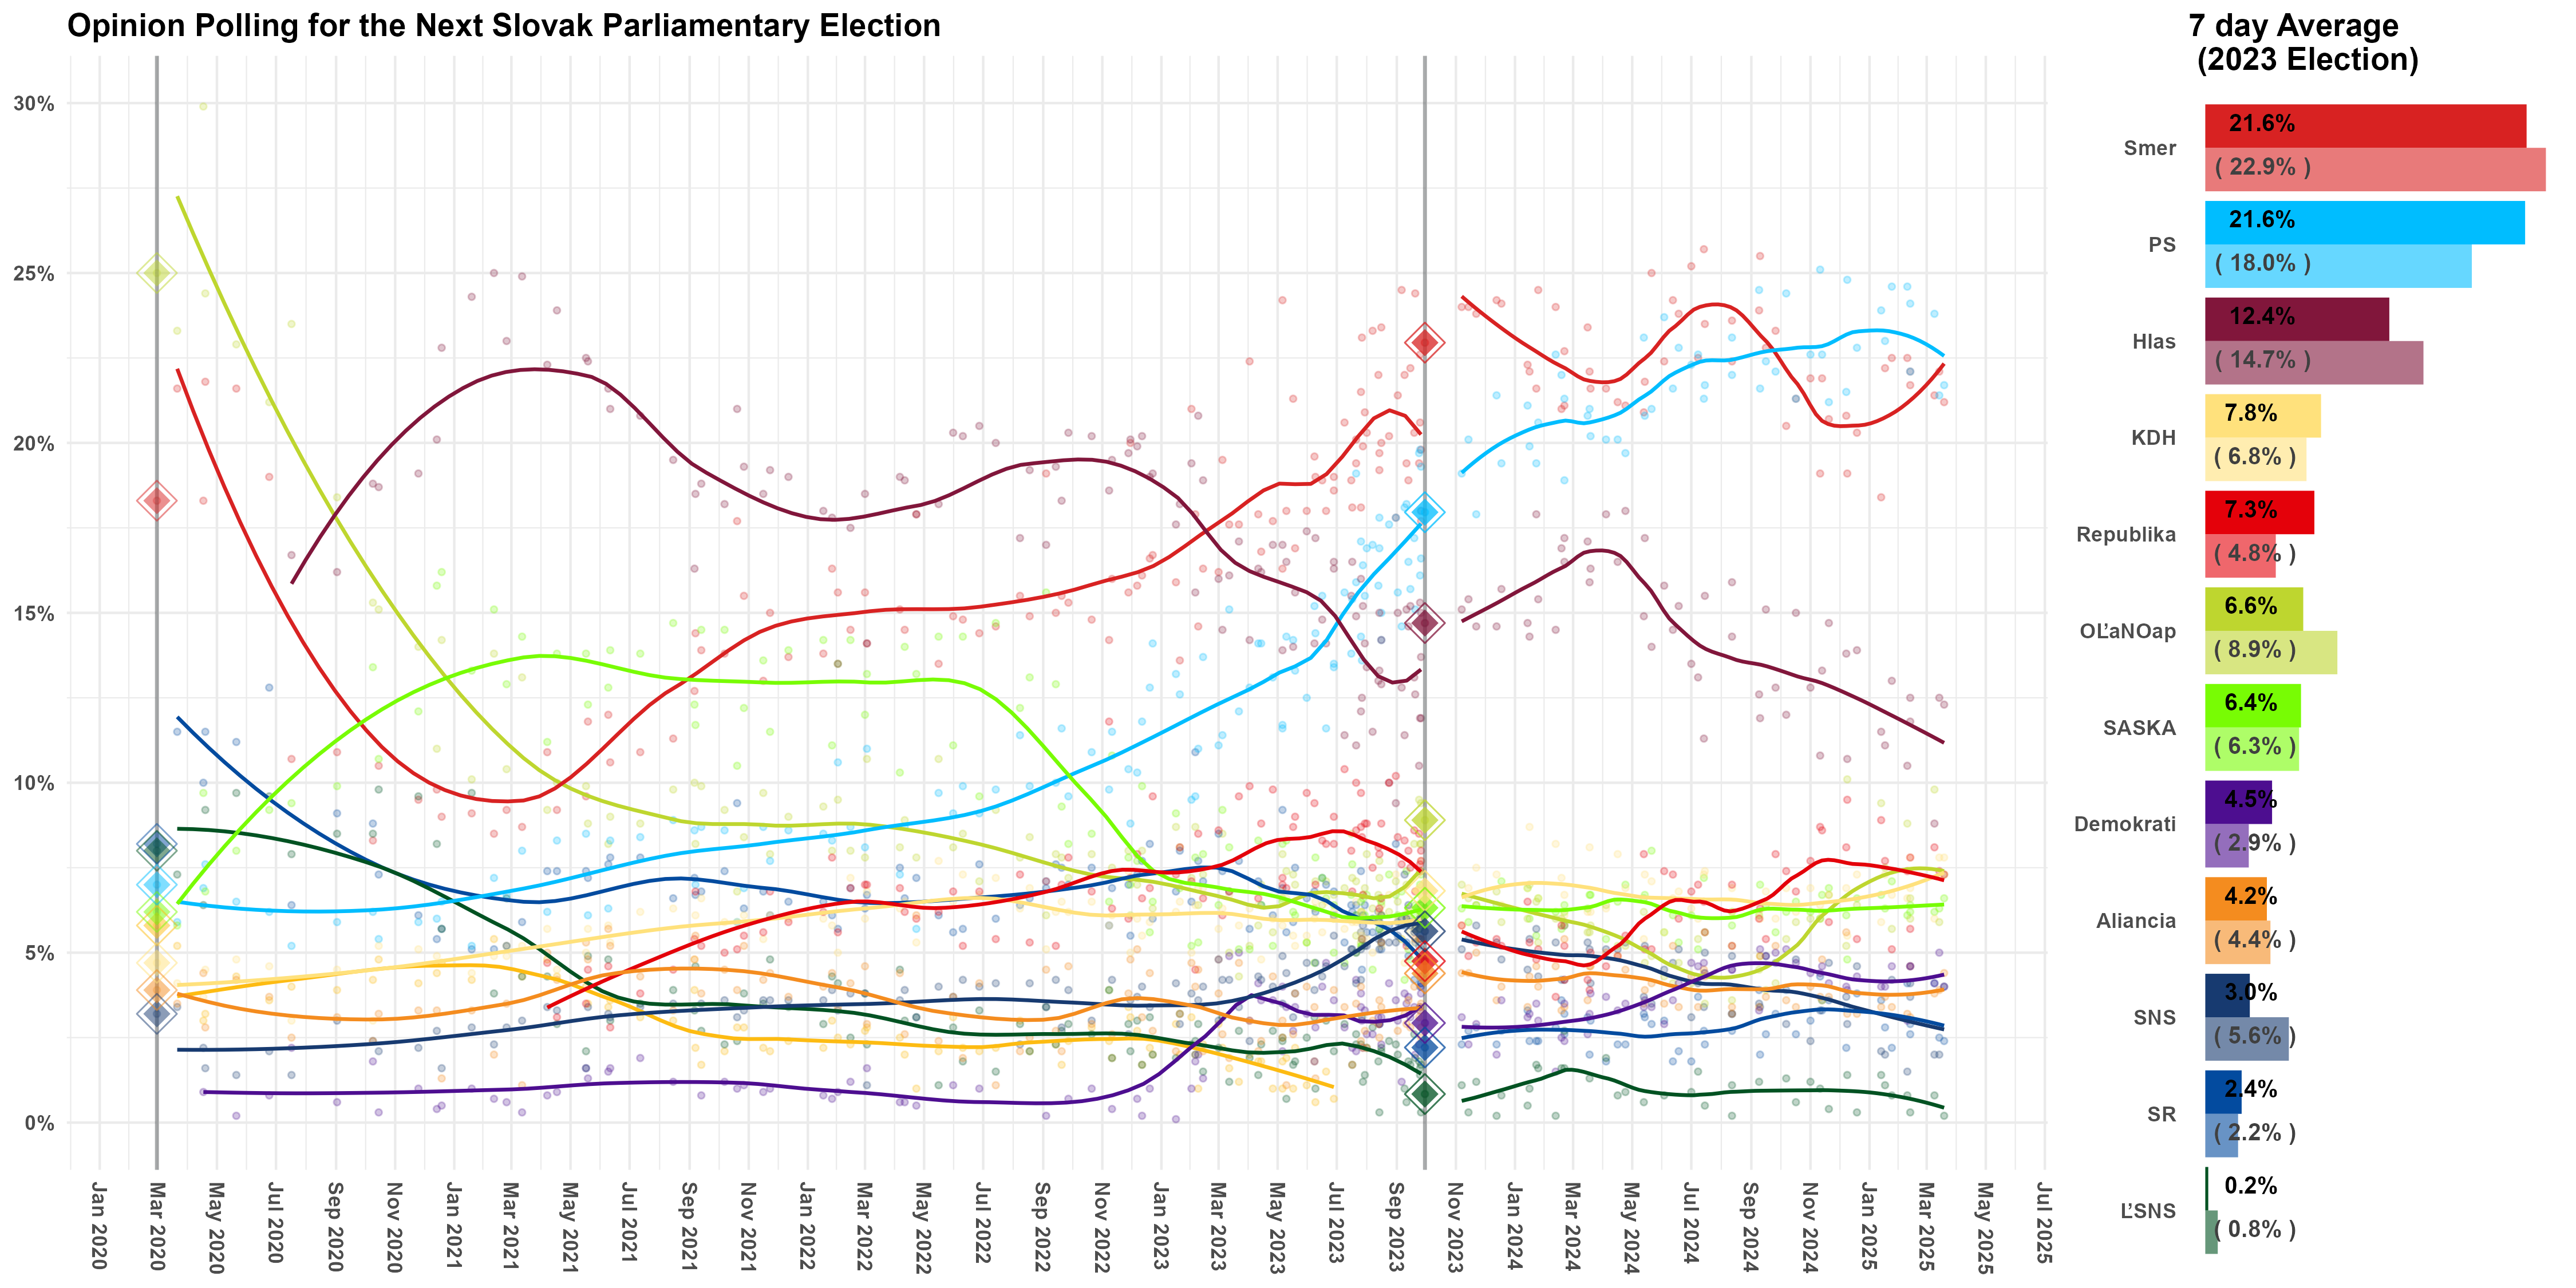 Opinion Polling for the Next Slovak Parliamentary Election
7 day Average
(2023 Election)
30%
25%
20%
15%
10%
5%
0%
Jan 2020
Mar 2020
May 2020
Jul 2020
Sep 2020
Nov 2020
Jan 2021
Mar 2021
May 2021
Jul 2021
Sep 2021
Nov 2021
Jan 2022
Mar 2022
May 2022
Jul 2022
Sep 2022
Nov 2022
Jan 2023
Mar 2023
May 2023
Jul 2023
Sep 2023
Nov 2023
Jan 2024
Mar 2024
May 2024
Jul 2024
Sep 2024
Nov 2024
Jan 2025
Mar 2025
May 2025
Jul 2025
Smer
21.6%
( 22.9% )
PS
21.6%
( 18.0% )
Hlas
12.4%
( 14.7% )
KDH
7.8%
( 6.8% )
Republika
7.3%
( 4.8% )
OĽaNOap
6.6%
( 8.9% )
SASKA
6.4%
( 6.3% )
Demokrati
4.5%
( 2.9% )
Aliancia
4.2%
( 4.4% )
SNS
3.0%
( 5.6% )
SR
2.4%
( 2.2% )
ĽSNS
0.2%
( 0.8% )